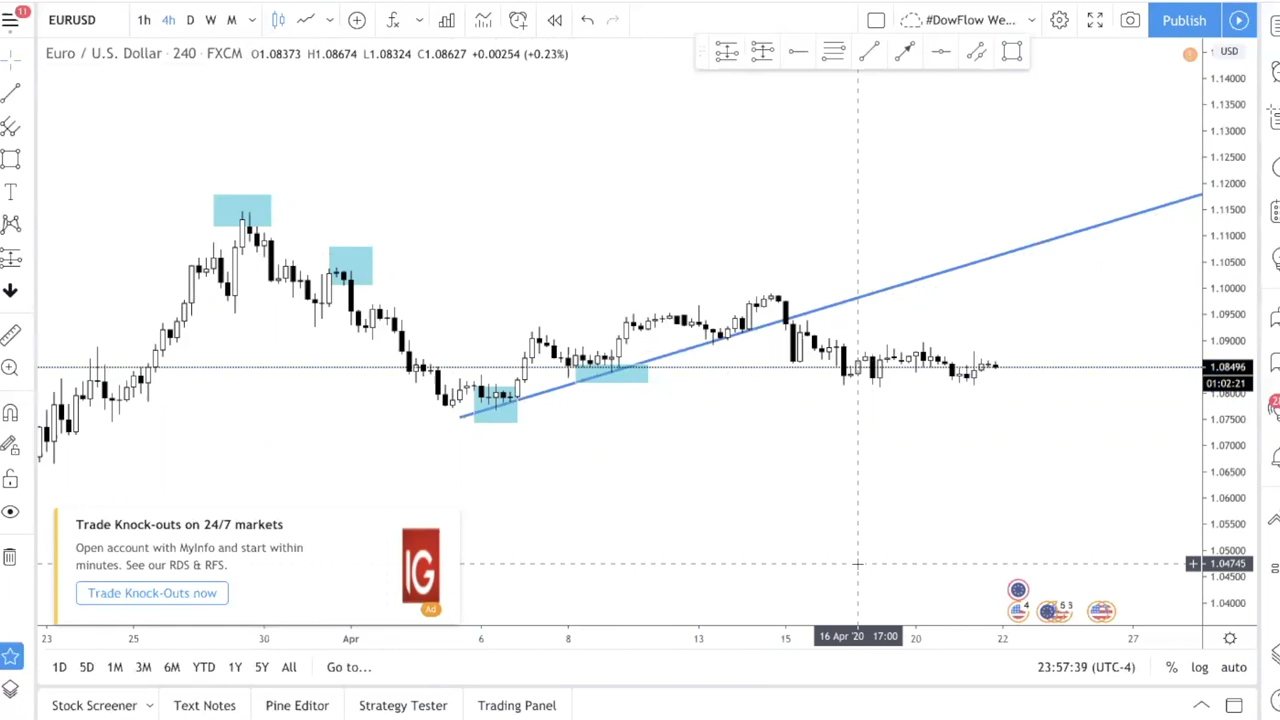 11
EURUSD 1h 4h D W M #DowFlow We... Publish
Euro / U.S. Dollar · 240 · FXCM O1.08373 H1.08674 L1.08324 C1.08627 +0.00254 (+0.23%)
USD
1.14000
1.13500
1.13000
1.12500
1.12000
1.11500
1.11000
1.10500
1.10000
1.09500
1.09000
1.08496
01:02:21
1.08000
1.07500
1.07000
1.06500
1.06000
1.05500
1.05000
1.04745
1.04500
1.04000
Trade Knock-outs on 24/7 markets
Open account with MyInfo and start within
minutes. See our RDS & RFS.
Trade Knock-Outs now
IG
Ad
4 5 3
23 25 30 Apr 6 8 13 15 16 Apr '20 17:00 20 22 27
1D 5D 1M 3M 6M YTD 1Y 5Y All Go to... 23:57:39 (UTC-4) % log auto
Stock Screener Text Notes Pine Editor Strategy Tester Trading Panel